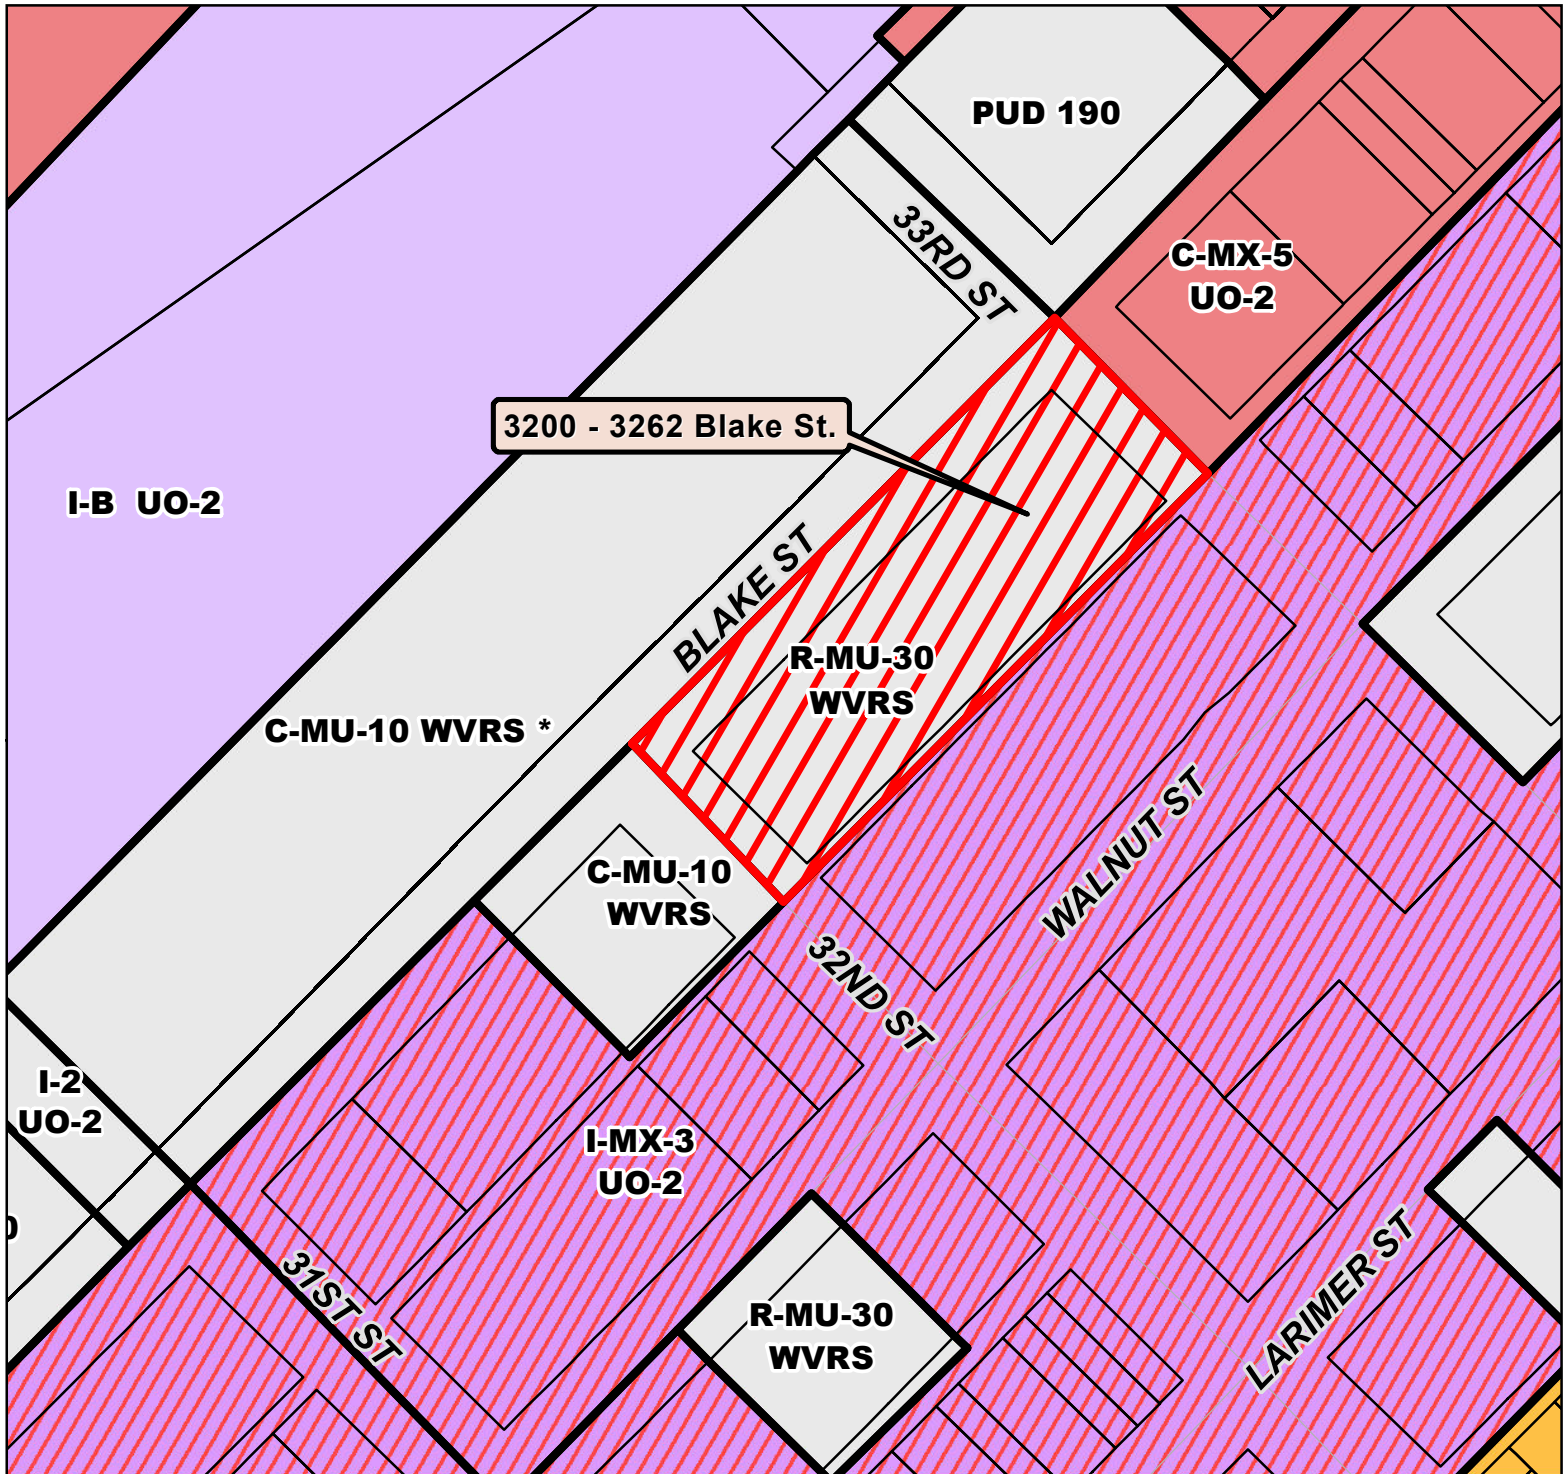 PUD 190
33RD ST
C-MX-5
UO-2
3200 - 3262 Blake St.
I-B UO-2
BLAKE ST
R-MU-30
WVRS
C-MU-10 WVRS *
WALNUT ST
C-MU-10
WVRS
32ND ST
I-2
UO-2
I-MX-3
UO-2
0
31ST ST
R-MU-30
WVRS
LARIMER ST